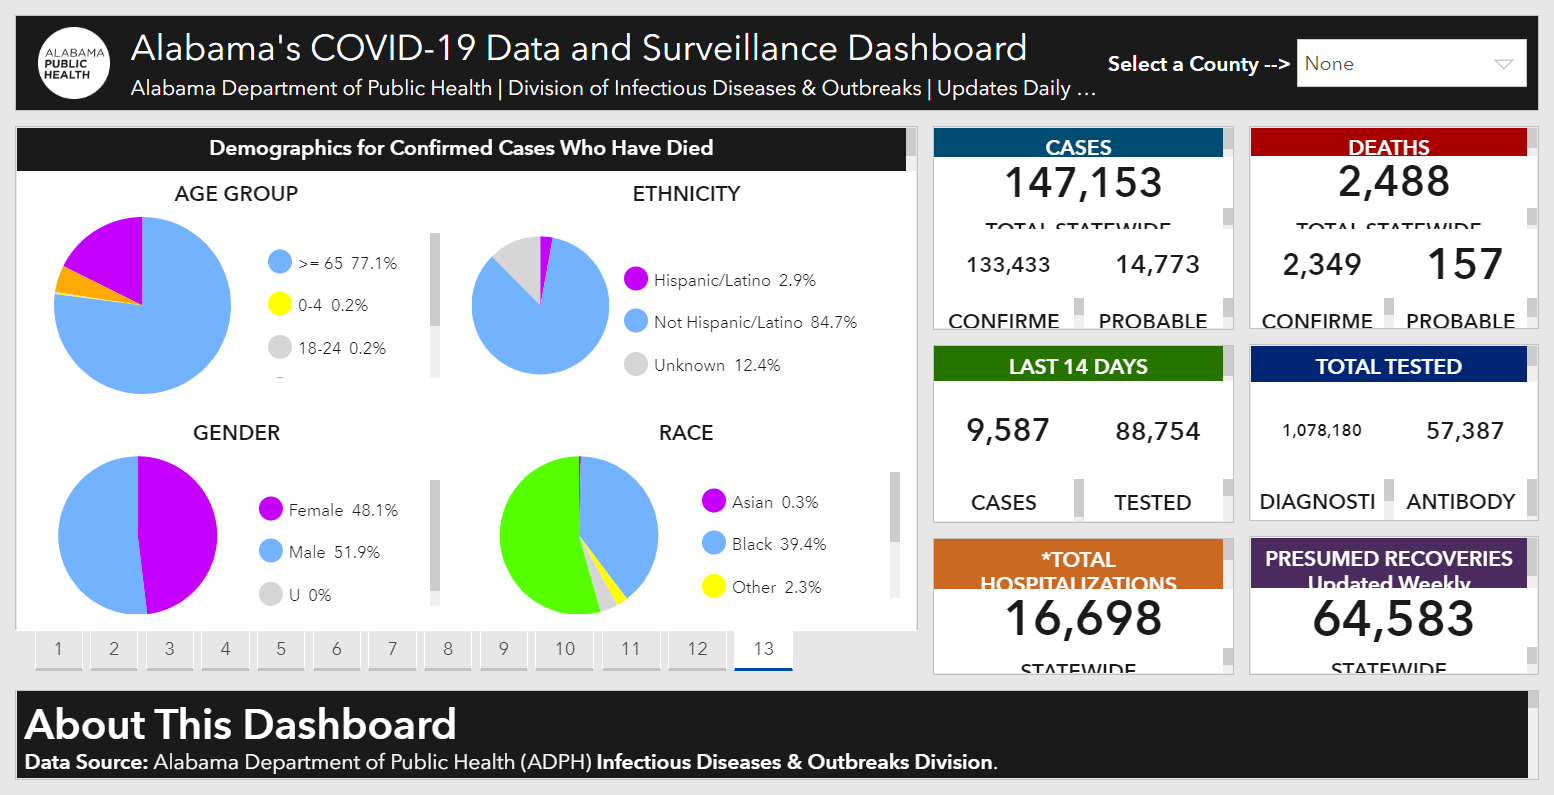 ALABAMA
PUBLIC
HEALTH
Alabama's COVID-19 Data and Surveillance Dashboard
Alabama Department of Public Health | Division of Infectious Diseases & Outbreaks | Updates Daily …
Select a County -->
None
Demographics for Confirmed Cases Who Have Died
AGE GROUP
>= 65 77.1%
0-4 0.2%
18-24 0.2%
ETHNICITY
Hispanic/Latino 2.9%
Not Hispanic/Latino 84.7%
Unknown 12.4%
GENDER
Female 48.1%
Male 51.9%
U 0%
RACE
Asian 0.3%
Black 39.4%
Other 2.3%
1 2 3 4 5 6 7 8 9 10 11 12 13
CASES
147,153
TOTAL STATEWIDE
133,433
CONFIRME
14,773
PROBABLE
DEATHS
2,488
TOTAL STATEWIDE
2,349
CONFIRME
157
PROBABLE
LAST 14 DAYS
9,587
CASES
88,754
TESTED
TOTAL TESTED
1,078,180
DIAGNOSTI
57,387
ANTIBODY
*TOTAL
HOSPITALIZATIONS
16,698
STATEWIDE
PRESUMED RECOVERIES
Updated Weekly
64,583
STATEWIDE
About This Dashboard
Data Source: Alabama Department of Public Health (ADPH) Infectious Diseases & Outbreaks Division.